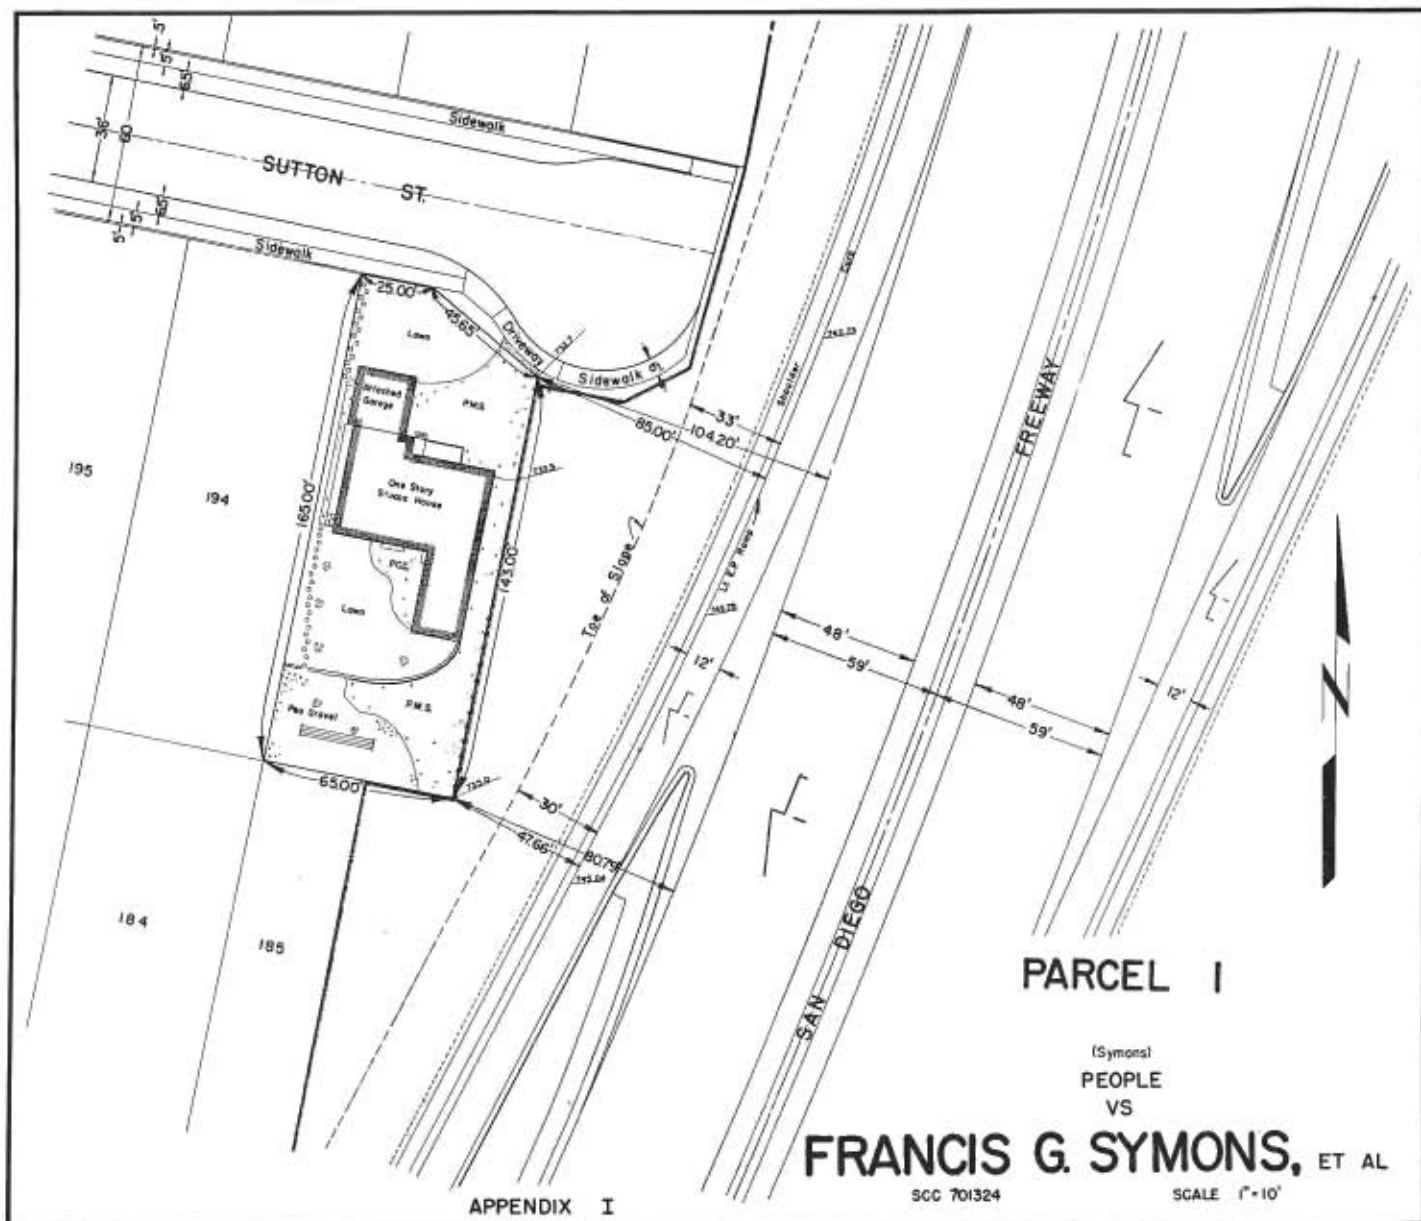 5'
5'
6.5'
36'
60
Sidewalk
SUTTON ST.
6.5'
5'
5'
Sidewalk
25.00'
45.65'
Driveway
Sidewalk 5'
Lawn
P.M.S.
Attached
Garage
One Story
Stucco House
195
194
165.00'
143.00'
P.C.C.
Lawn
P.M.S.
Pea Gravel
65.00'
184
185
33'
104.20'
85.00'
Toe of Slope
Shoulder
Curb
12'
48'
59'
48'
59'
12'
30'
47.66'
80.79'
SAN DIEGO FREEWAY
N
PARCEL 1
(Symons)
PEOPLE
VS
FRANCIS G. SYMONS, ET AL
SCC 701324
SCALE 1"=10'
APPENDIX I